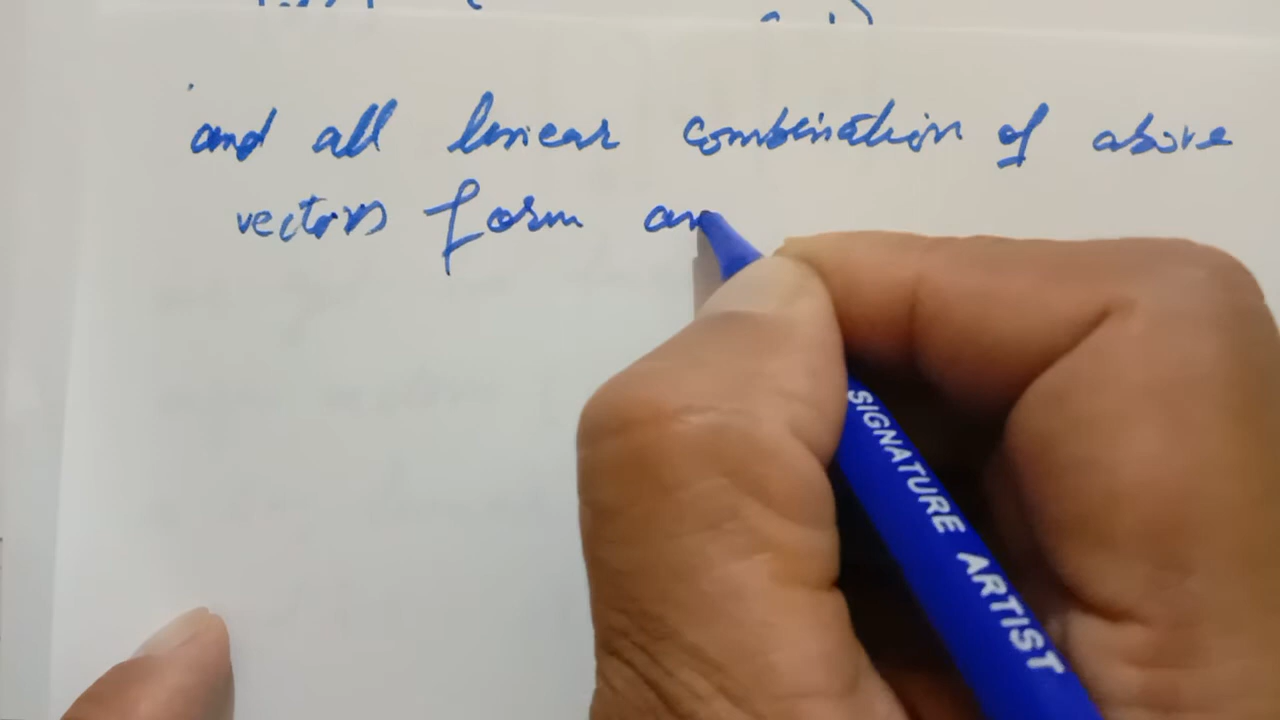 and all linear combination of above
vectors form an
SIGNATURE ARTIST